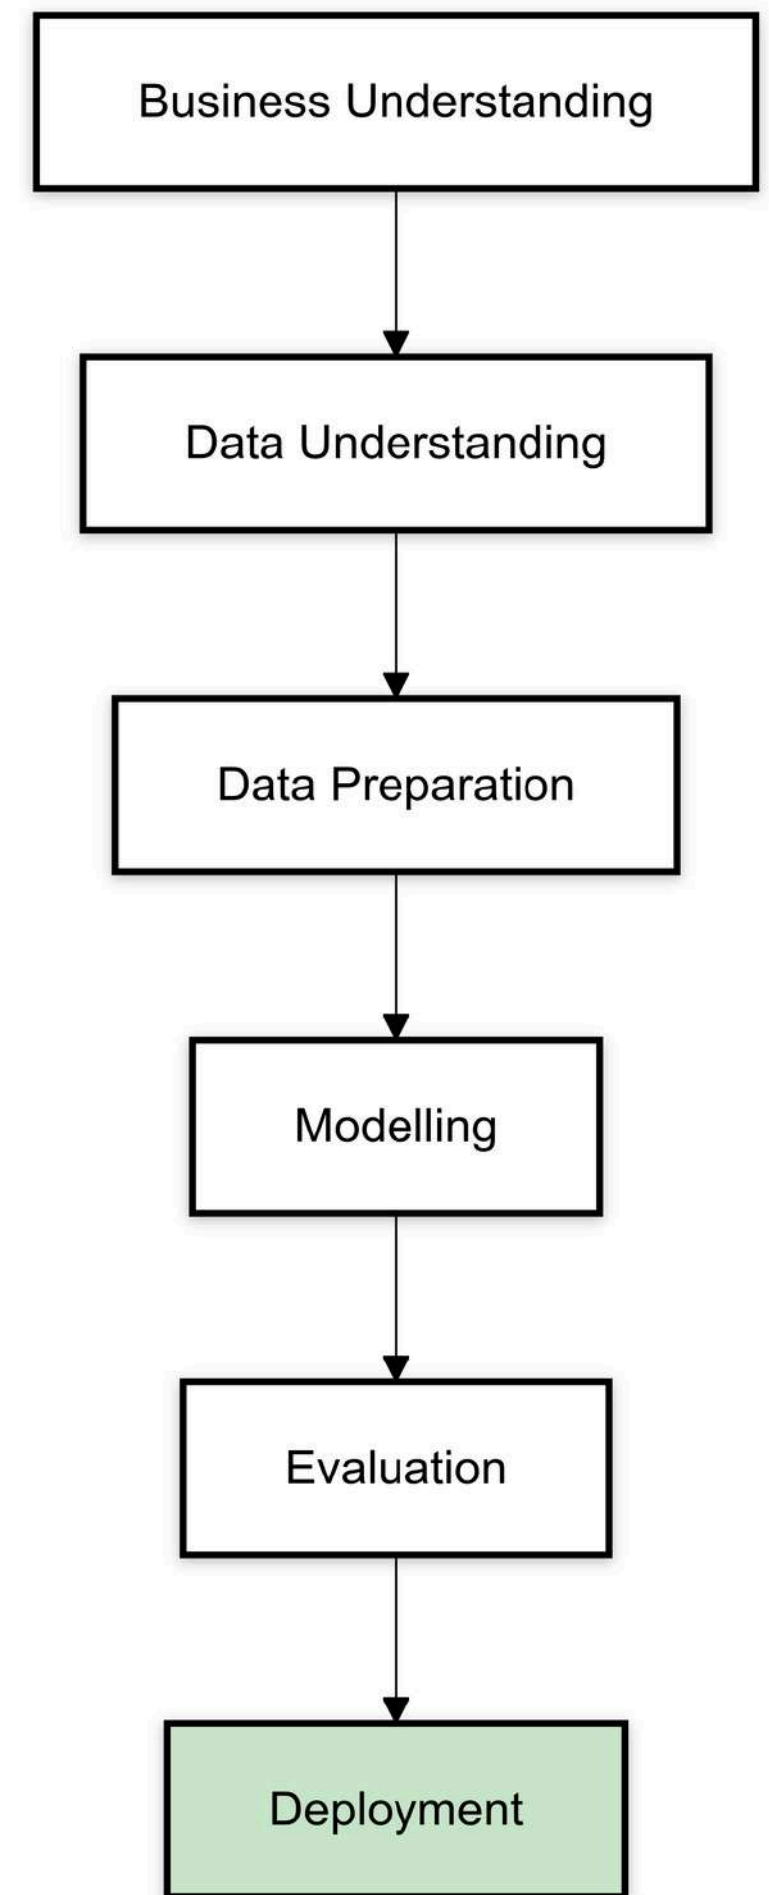 Business Understanding
Data Understanding
Data Preparation
Modelling
Evaluation
Deployment